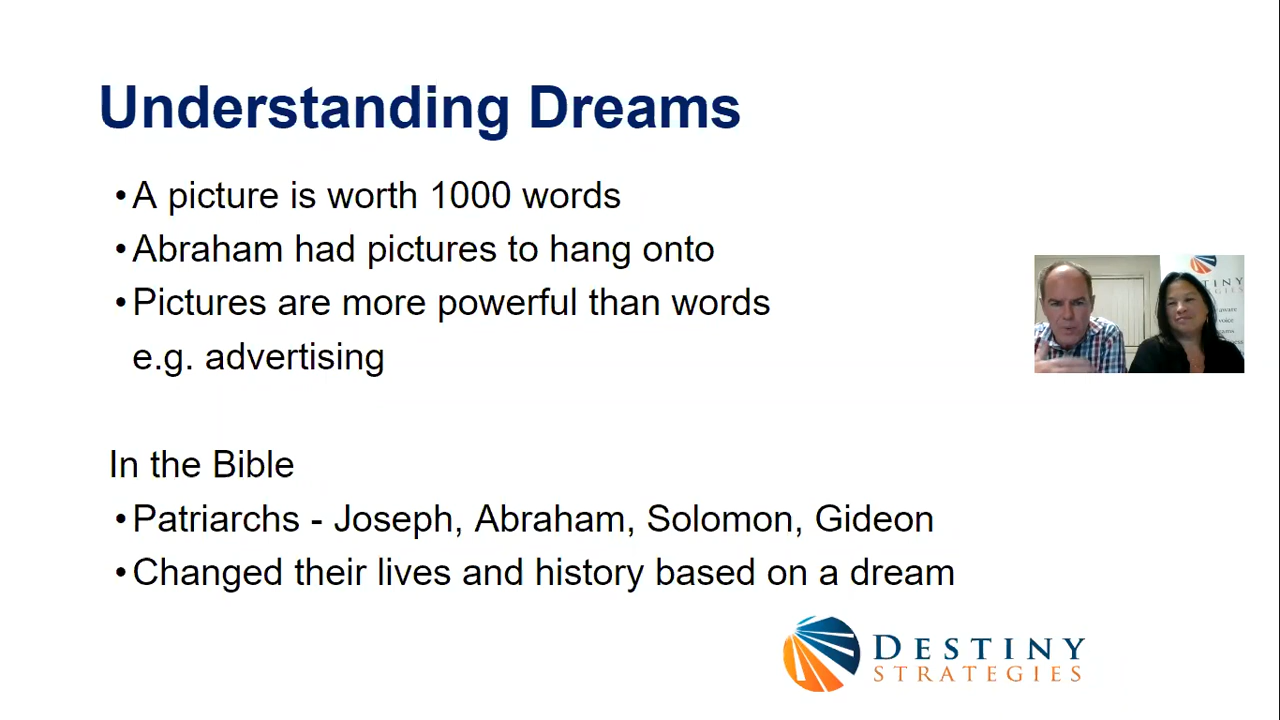 Understanding Dreams
•A picture is worth 1000 words
•Abraham had pictures to hang onto
•Pictures are more powerful than words
e.g. advertising
In the Bible
•Patriarchs - Joseph, Abraham, Solomon, Gideon
•Changed their lives and history based on a dream
DESTINY
STRATEGIES
aware
voice